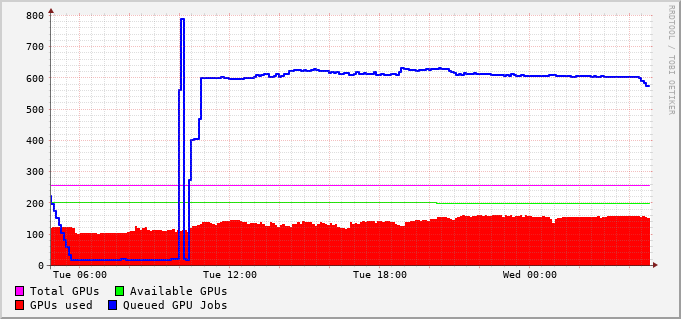 RRDTOOL / TOBI OETIKER
800
700
600
500
400
300
200
100
0
Tue 06:00 Tue 12:00 Tue 18:00 Wed 00:00
Total GPUs Available GPUs
GPUs used Queued GPU Jobs